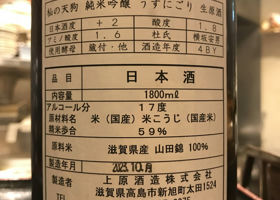 仙の天狗 純米吟醸 うすにごり 生原酒
日本酒度 +2 酸度 1.8
アミノ酸度 1.6 杜氏 横坂安男
使用酵母 蔵付・他 酒造年度 4BY
品目 日本酒
内容量 1800ml
アルコール分 17度
原材料名 米(国産)米こうじ(国産米)
精米歩合 59%
原料米 滋賀県産 山田錦 100%
製造年月 2023.10月
製造者 上原酒造株式会社
滋賀県高島市新旭町太田1524